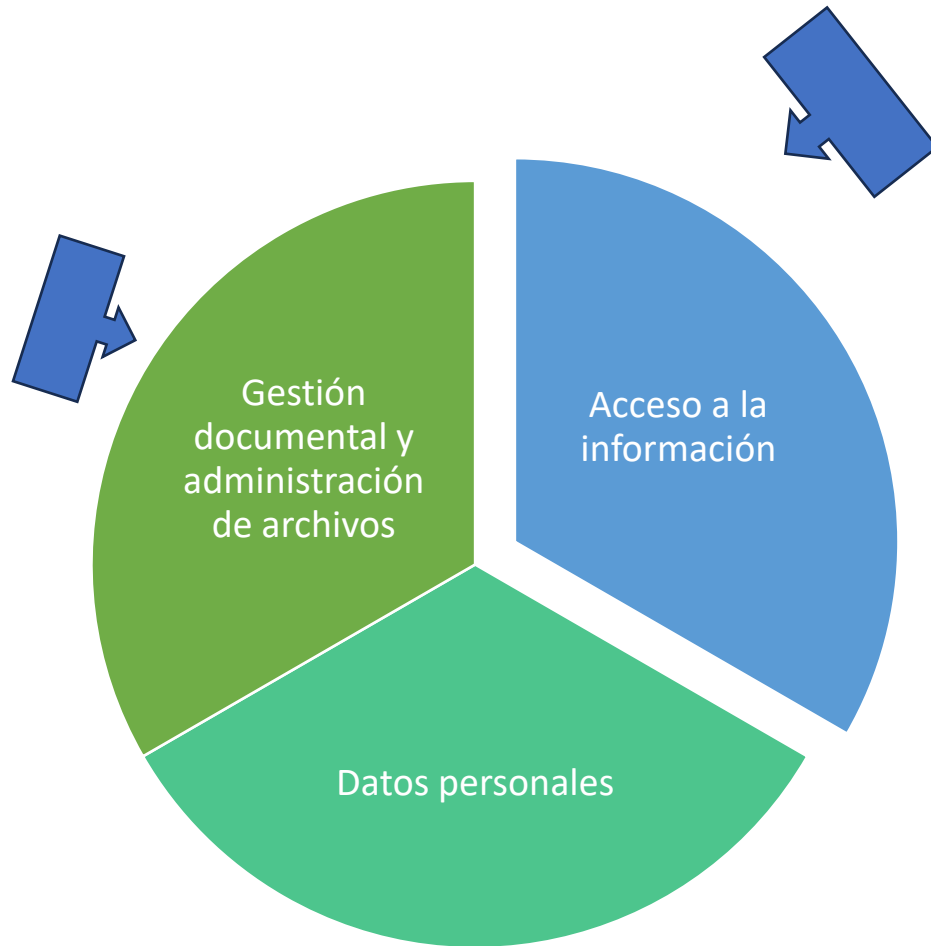 Gestión
documental y
administración
de archivos
Acceso a la
información
Datos personales